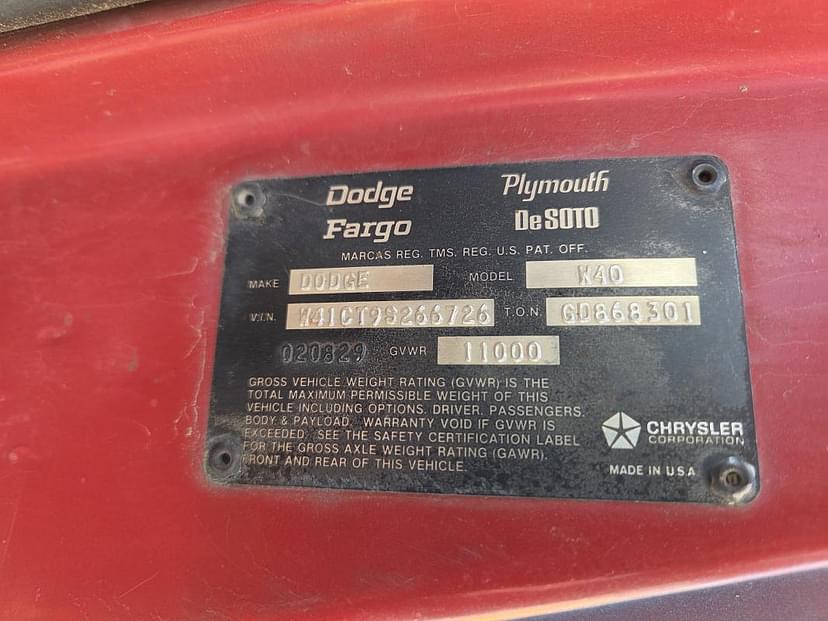 Dodge Plymouth
Fargo De SOTO
MARCAS REG. TMS. REG. U.S. PAT. OFF.
MAKE DODGE MODEL W40
V.I.N. W41CT9S266726 T.O.N. GD868301
020829 GVWR 11000
GROSS VEHICLE WEIGHT RATING (GVWR) IS THE
TOTAL MAXIMUM PERMISSIBLE WEIGHT OF THIS
VEHICLE INCLUDING OPTIONS. DRIVER, PASSENGERS.
BODY & PAYLOAD. WARRANTY VOID IF GVWR IS
EXCEEDED. SEE THE SAFETY CERTIFICATION LABEL
FOR THE GROSS AXLE WEIGHT RATING (GAWR).
FRONT AND REAR OF THIS VEHICLE.
CHRYSLER
CORPORATION
MADE IN U.S.A